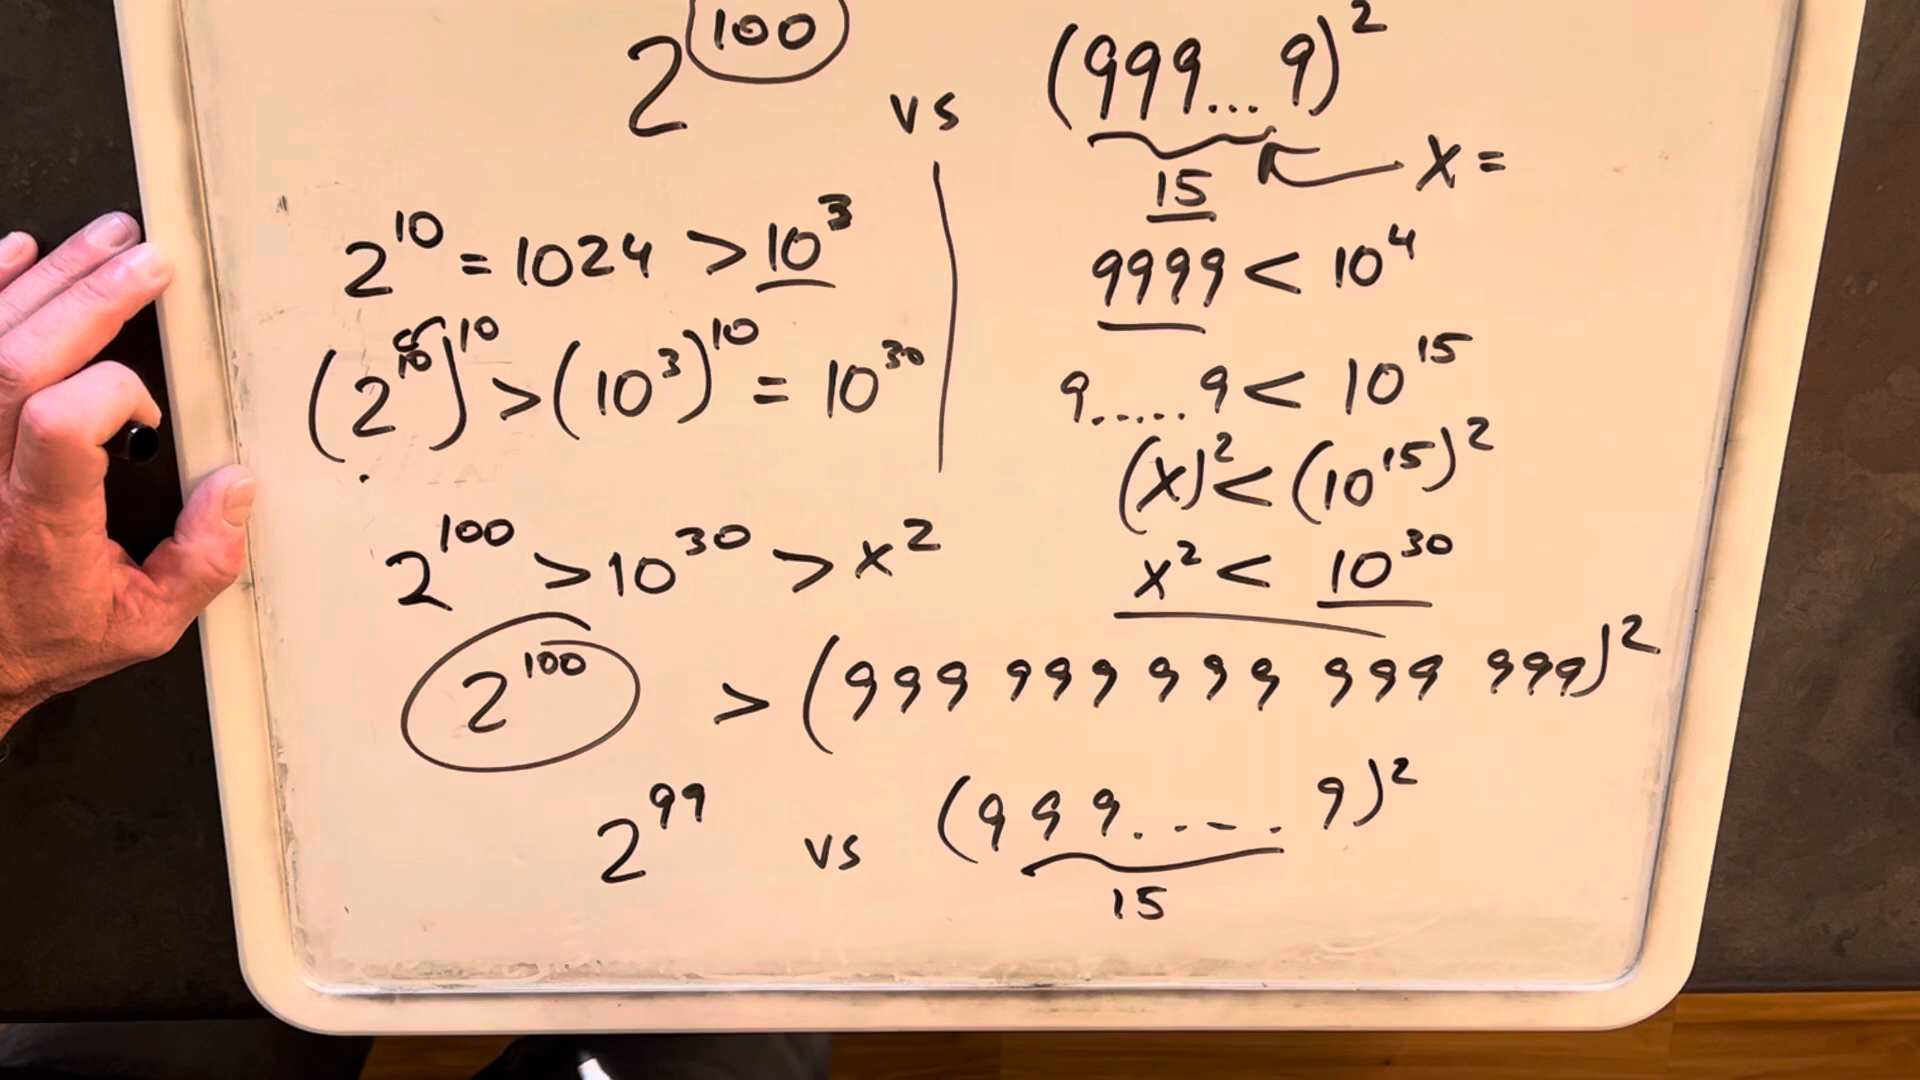 2^100 vs (999...9)^2
15
x =
2^10 = 1024 > 10^3
9999 < 10^4
(2^10)^10 > (10^3)^10 = 10^30
9.....9 < 10^15
(x)^2 < (10^15)^2
2^100 > 10^30 > x^2
x^2 < 10^30
2^100 > (999 999 999 999 999)^2
2^99 vs (999.....9)^2
15